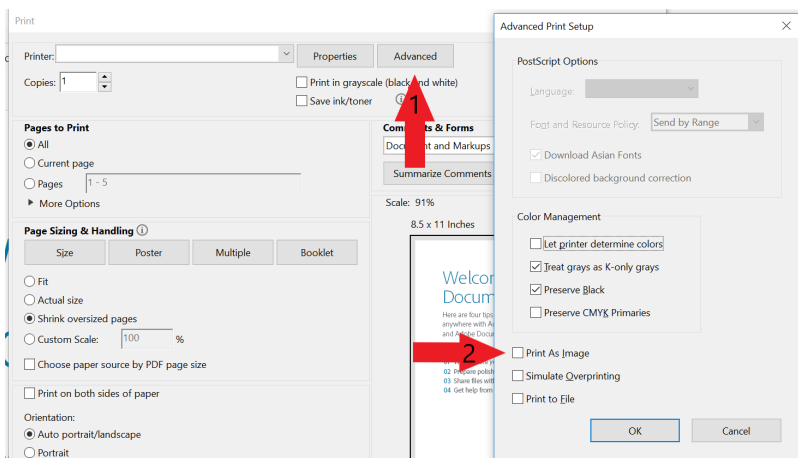 Print
Printer:
Properties
Advanced
Copies:
1
Print in grayscale (black and white)
Save ink/toner
1
Pages to Print
All
Current page
Pages
1 - 5
More Options
Comments & Forms
Document and Markups
Summarize Comments
Scale: 91%
8.5 x 11 Inches
Page Sizing & Handling
Size
Poster
Multiple
Booklet
Fit
Actual size
Shrink oversized pages
Custom Scale:
100
%
Choose paper source by PDF page size
Print on both sides of paper
Orientation:
Auto portrait/landscape
Portrait
Welcor
Docum
Here are four tips
anywhere with A
and Adobe Docu
02 Prepare polish
03 Share files with
04 Get help from
2
Advanced Print Setup
PostScript Options
Language:
Font and Resource Policy:
Send by Range
Download Asian Fonts
Discolored background correction
Color Management
Let printer determine colors
Treat grays as K-only grays
Preserve Black
Preserve CMYK Primaries
Print As Image
Simulate Overprinting
Print to File
OK
Cancel